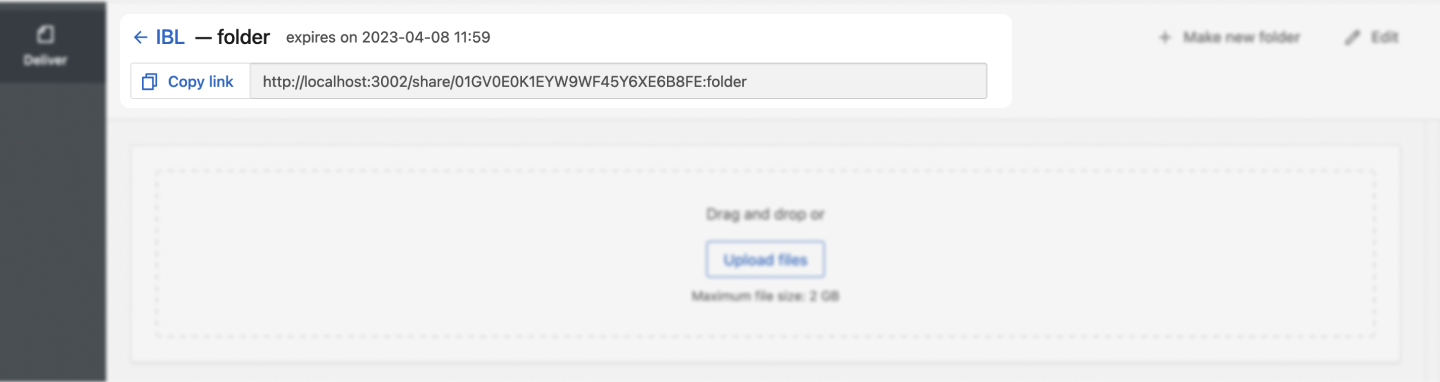 Deliver
← IBL — folder expires on 2023-04-08 11:59
+ Make new folder
Edit
Copy link
http://localhost:3002/share/01GV0E0K1EYW9WF45Y6XE6B8FE:folder
Drag and drop or
Upload files
Maximum file size: 2 GB